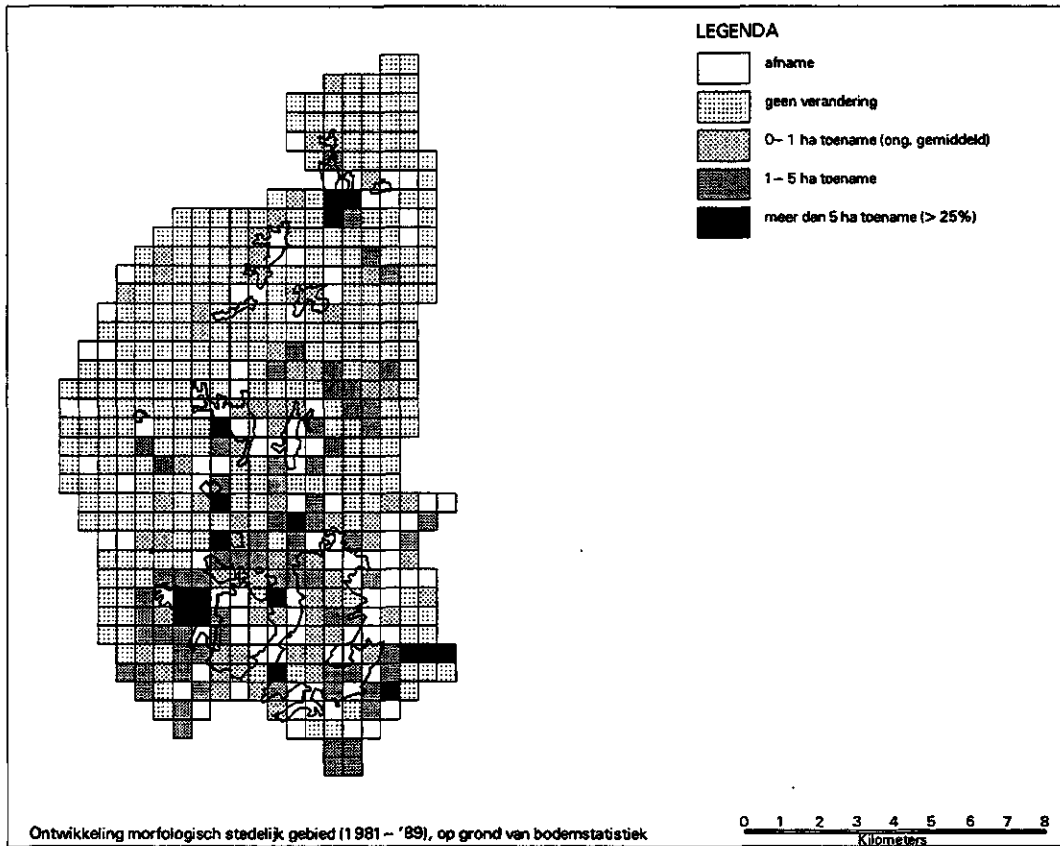 LEGENDA
afname
geen verandering
0– 1 ha toename (ong. gemiddeld)
1 – 5 ha toename
meer dan 5 ha toename (> 25%)
Ontwikkeling morfologisch stedelijk gebied (1981 – '89), op grond van bodemstatistiek
0 1 2 3 4 5 6 7 8
Kilometers